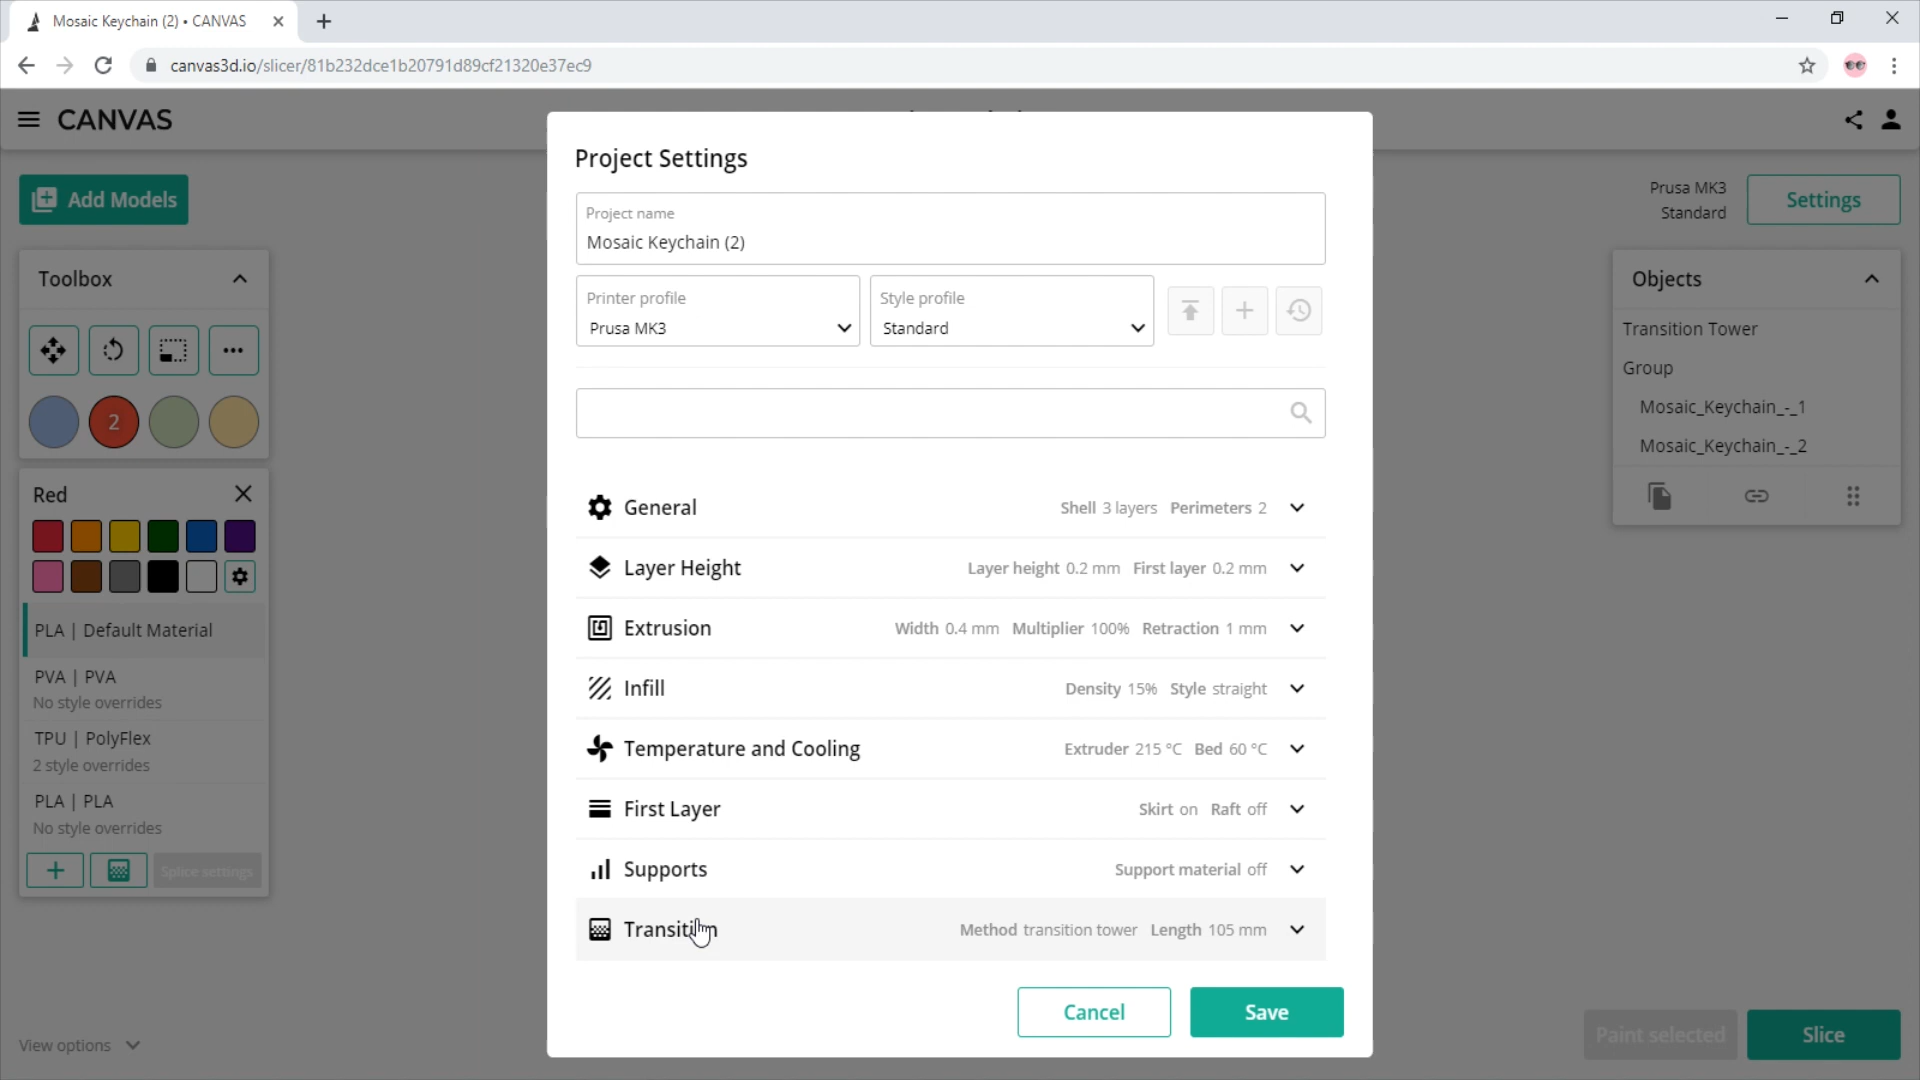 Mosaic Keychain (2) • CANVAS
canvas3d.io/slicer/81b232dce1b20791d89cf21320e37ec9
CANVAS
Add Models
Prusa MK3
Standard
Settings
Toolbox
2
Red
PLA | Default Material
PVA | PVA
No style overrides
TPU | PolyFlex
2 style overrides
PLA | PLA
No style overrides
Splice settings
View options
Project Settings
Project name
Mosaic Keychain (2)
Printer profile
Prusa MK3
Style profile
Standard
General Shell 3 layers Perimeters 2
Layer Height Layer height 0.2 mm First layer 0.2 mm
Extrusion Width 0.4 mm Multiplier 100% Retraction 1 mm
Infill Density 15% Style straight
Temperature and Cooling Extruder 215 °C Bed 60 °C
First Layer Skirt on Raft off
Supports Support material off
Transition Method transition tower Length 105 mm
Cancel
Save
Objects
Transition Tower
Group
Mosaic_Keychain_-_1
Mosaic_Keychain_-_2
Paint selected
Slice